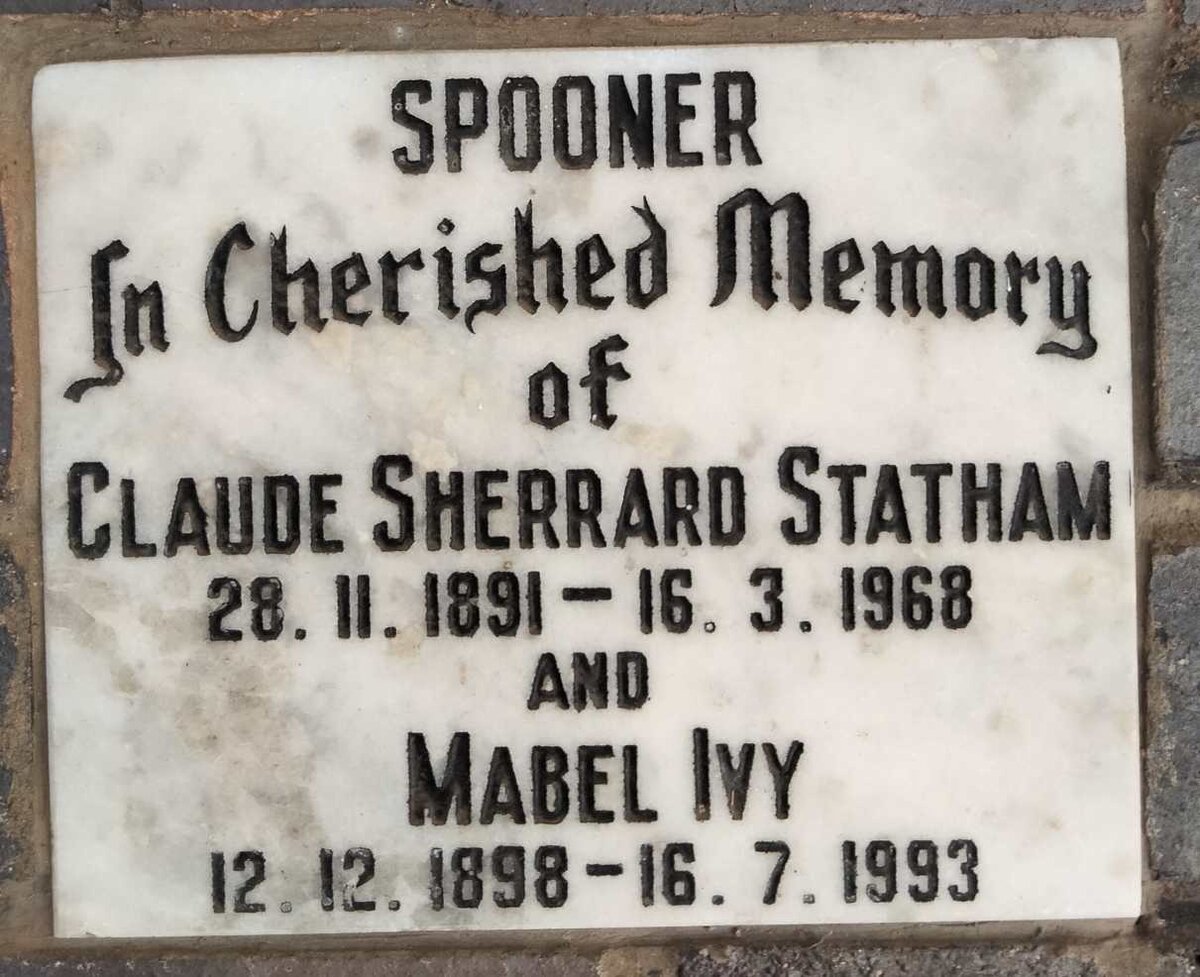 SPOONER
In Cherished Memory
of
CLAUDE SHERRARD STATHAM
28. 11. 1891 – 16. 3. 1968
AND
MABEL IVY
12. 12. 1898 – 16. 7. 1993